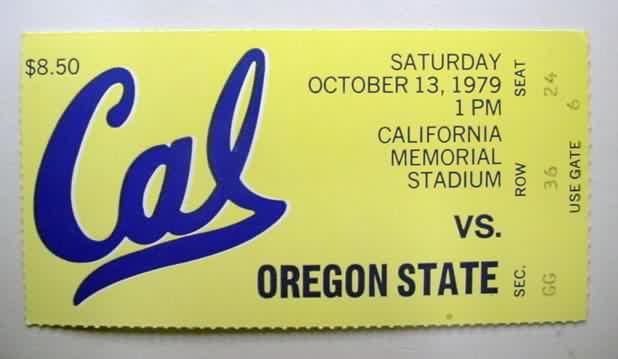 $8.50
Cal
SATURDAY
OCTOBER 13, 1979
1 PM
CALIFORNIA
MEMORIAL
STADIUM
VS.
OREGON STATE
SEC. GG ROW 36 SEAT 24
USE GATE 6